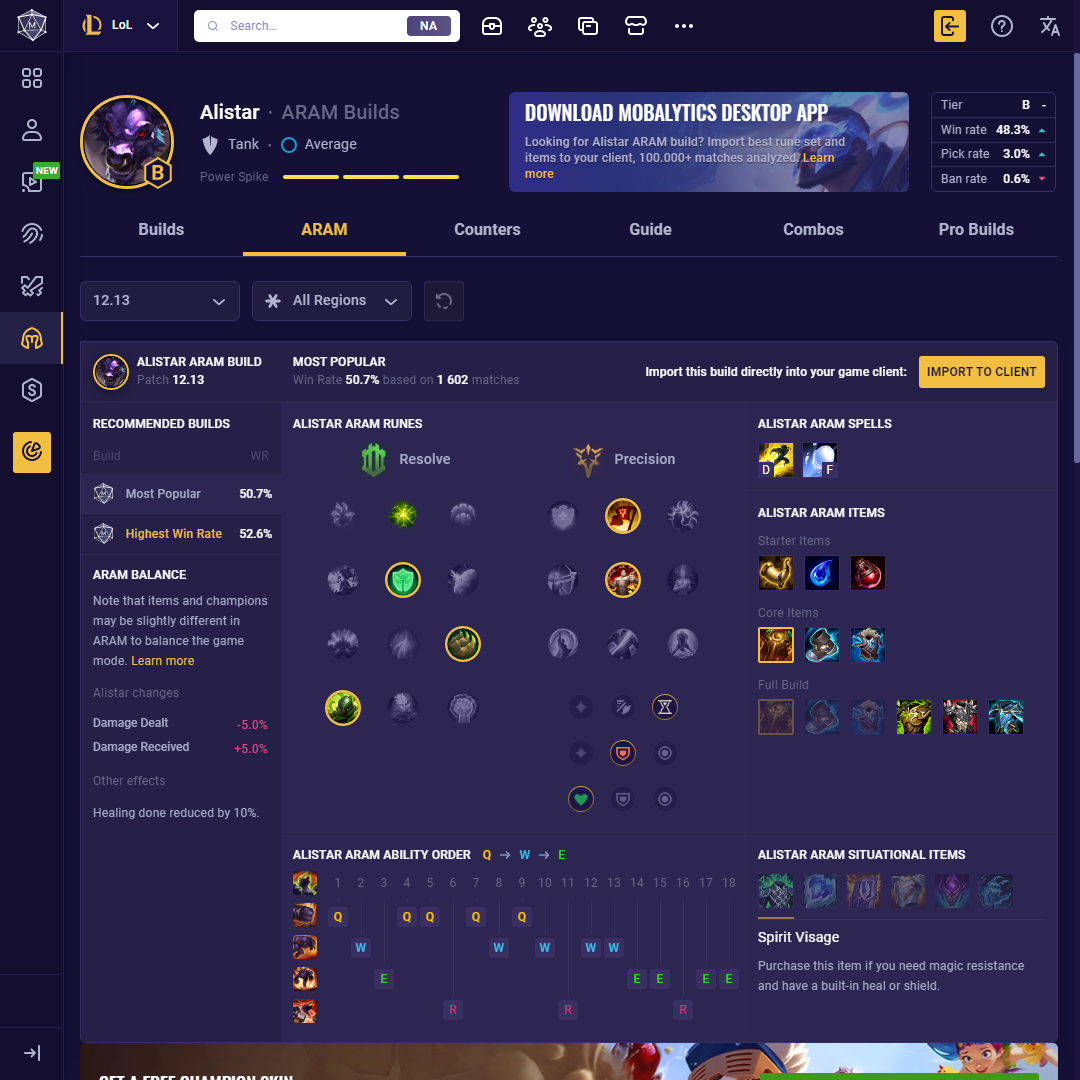 LoL
Search...
NA
NEW
Alistar · ARAM Builds
Tank · Average
Power Spike
B
DOWNLOAD MOBALYTICS DESKTOP APP
Looking for Alistar ARAM build? Import best rune set and
items to your client, 100.000+ matches analyzed. Learn
more
Tier B -
Win rate 48.3%
Pick rate 3.0%
Ban rate 0.6%
Builds
ARAM
Counters
Guide
Combos
Pro Builds
12.13
All Regions
ALISTAR ARAM BUILD
Patch 12.13
MOST POPULAR
Win Rate 50.7% based on 1 602 matches
Import this build directly into your game client:
IMPORT TO CLIENT
RECOMMENDED BUILDS
Build WR
Most Popular 50.7%
Highest Win Rate 52.6%
ARAM BALANCE
Note that items and champions
may be slightly different in
ARAM to balance the game
mode. Learn more
Alistar changes
Damage Dealt -5.0%
Damage Received +5.0%
Other effects
Healing done reduced by 10%.
ALISTAR ARAM RUNES
Resolve
Precision
ALISTAR ARAM SPELLS
D
F
ALISTAR ARAM ITEMS
Starter Items
Core Items
Full Build
ALISTAR ARAM ABILITY ORDER Q → W → E
1 2 3 4 5 6 7 8 9 10 11 12 13 14 15 16 17 18
Q Q Q Q Q
W W W W W
E E E E E
R R R
ALISTAR ARAM SITUATIONAL ITEMS
Spirit Visage
Purchase this item if you need magic resistance
and have a built-in heal or shield.
GET A FREE CHAMPION SKIN